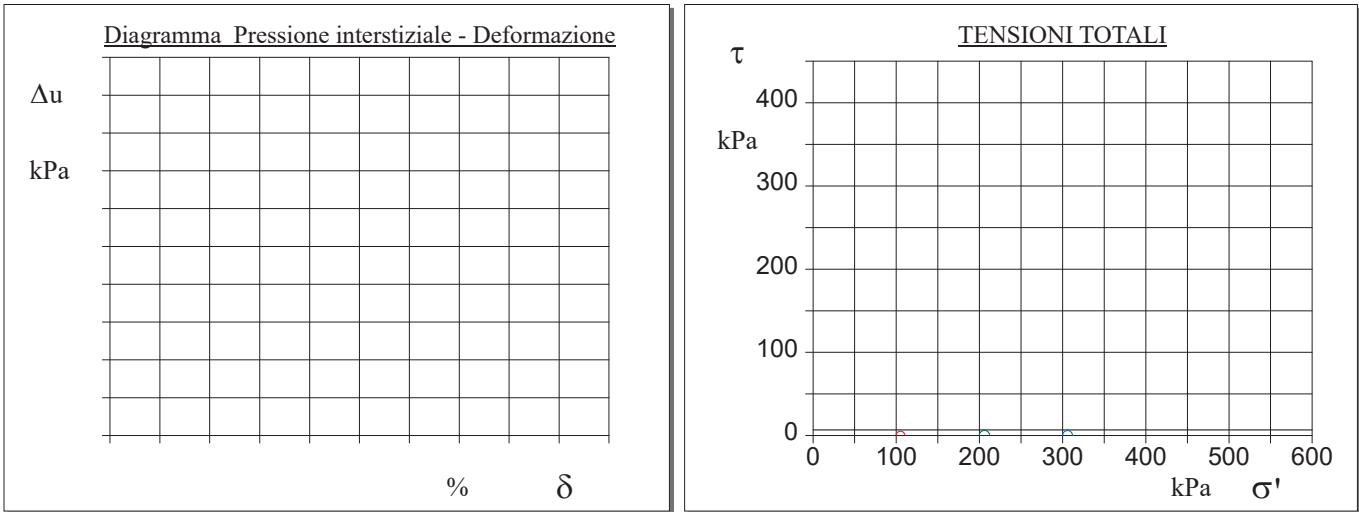 Diagramma Pressione interstiziale - Deformazione
Δu
kPa
% δ
TENSIONI TOTALI
τ
400
kPa
300
200
100
0
0 100 200 300 400 500 600
kPa σ'